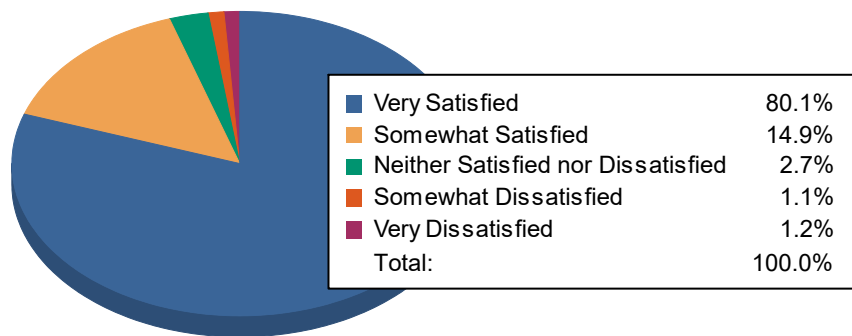 Very Satisfied 80.1%
Somewhat Satisfied 14.9%
Neither Satisfied nor Dissatisfied 2.7%
Somewhat Dissatisfied 1.1%
Very Dissatisfied 1.2%
Total: 100.0%